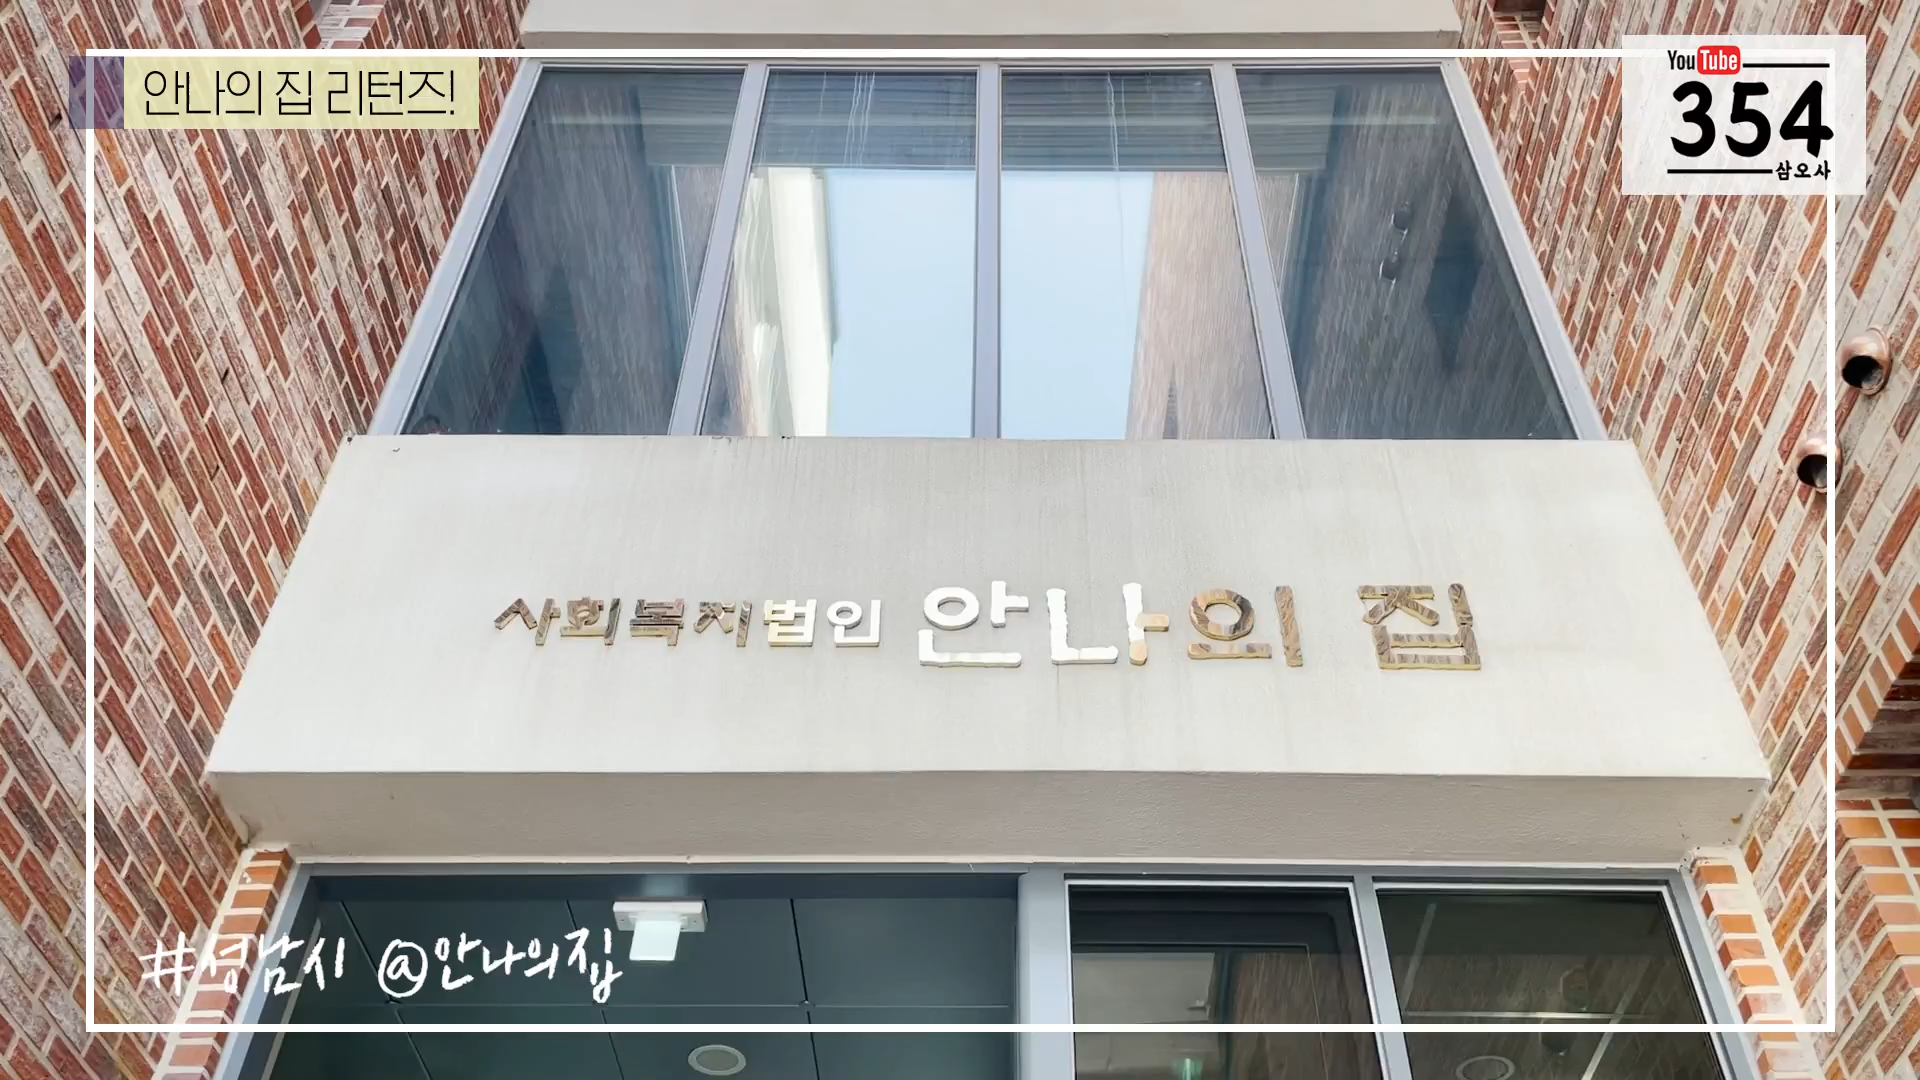 안나의 집 리턴즈!
YouTube
354
삼오사
사회복지법인 안나의 집
#성남시 @안나의집